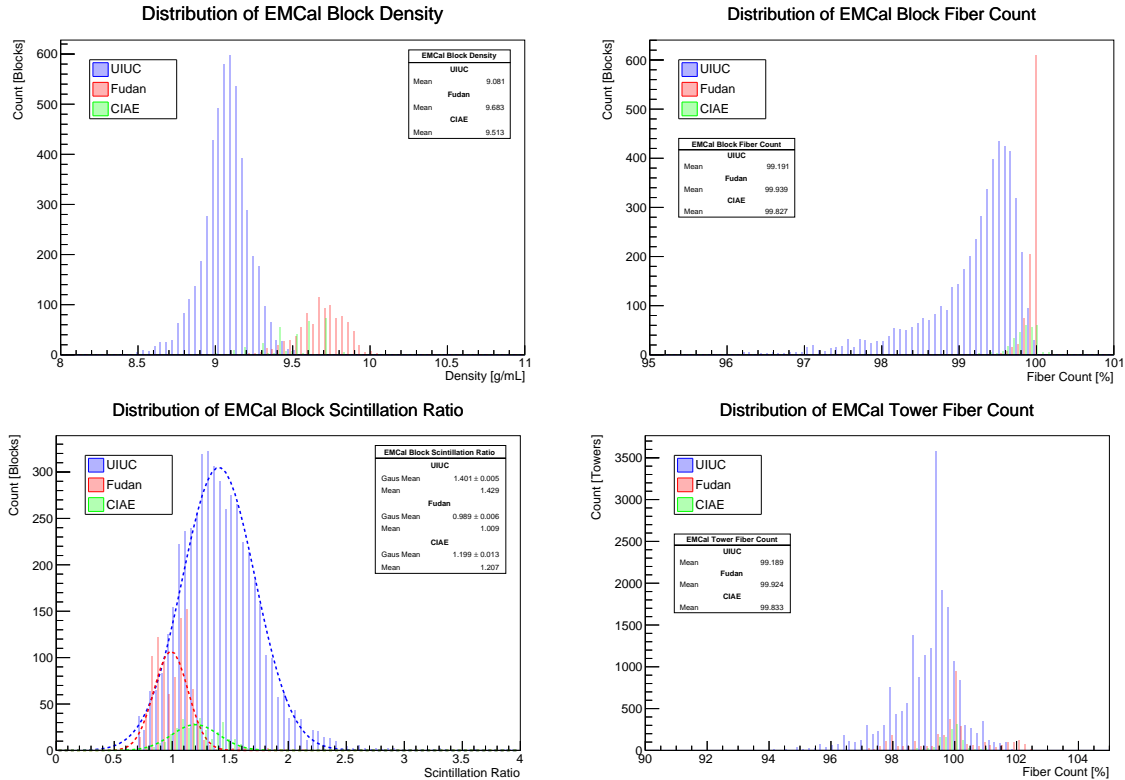 Distribution of EMCal Block Density
Count [Blocks]
600
500
400
300
200
100
0
8
8.5
9
9.5
10
10.5
11
Density [g/mL]
UIUC
Fudan
CIAE
EMCal Block Density
UIUC
Mean 9.081
Fudan
Mean 9.683
CIAE
Mean 9.513
Distribution of EMCal Block Fiber Count
Count [Blocks]
600
500
400
300
200
100
0
95
96
97
98
99
100
101
Fiber Count [%]
UIUC
Fudan
CIAE
EMCal Block Fiber Count
UIUC
Mean 99.191
Fudan
Mean 99.939
CIAE
Mean 99.827
Distribution of EMCal Block Scintillation Ratio
Count [Blocks]
300
250
200
150
100
50
0
0
0.5
1
1.5
2
2.5
3
3.5
4
Scintillation Ratio
UIUC
Fudan
CIAE
EMCal Block Scintillation Ratio
UIUC
Gaus Mean 1.401 ± 0.005
Mean 1.429
Fudan
Gaus Mean 0.989 ± 0.006
Mean 1.009
CIAE
Gaus Mean 1.199 ± 0.013
Mean 1.207
Distribution of EMCal Tower Fiber Count
Count [Towers]
3500
3000
2500
2000
1500
1000
500
0
90
92
94
96
98
100
102
104
Fiber Count [%]
UIUC
Fudan
CIAE
EMCal Tower Fiber Count
UIUC
Mean 99.189
Fudan
Mean 99.924
CIAE
Mean 99.833